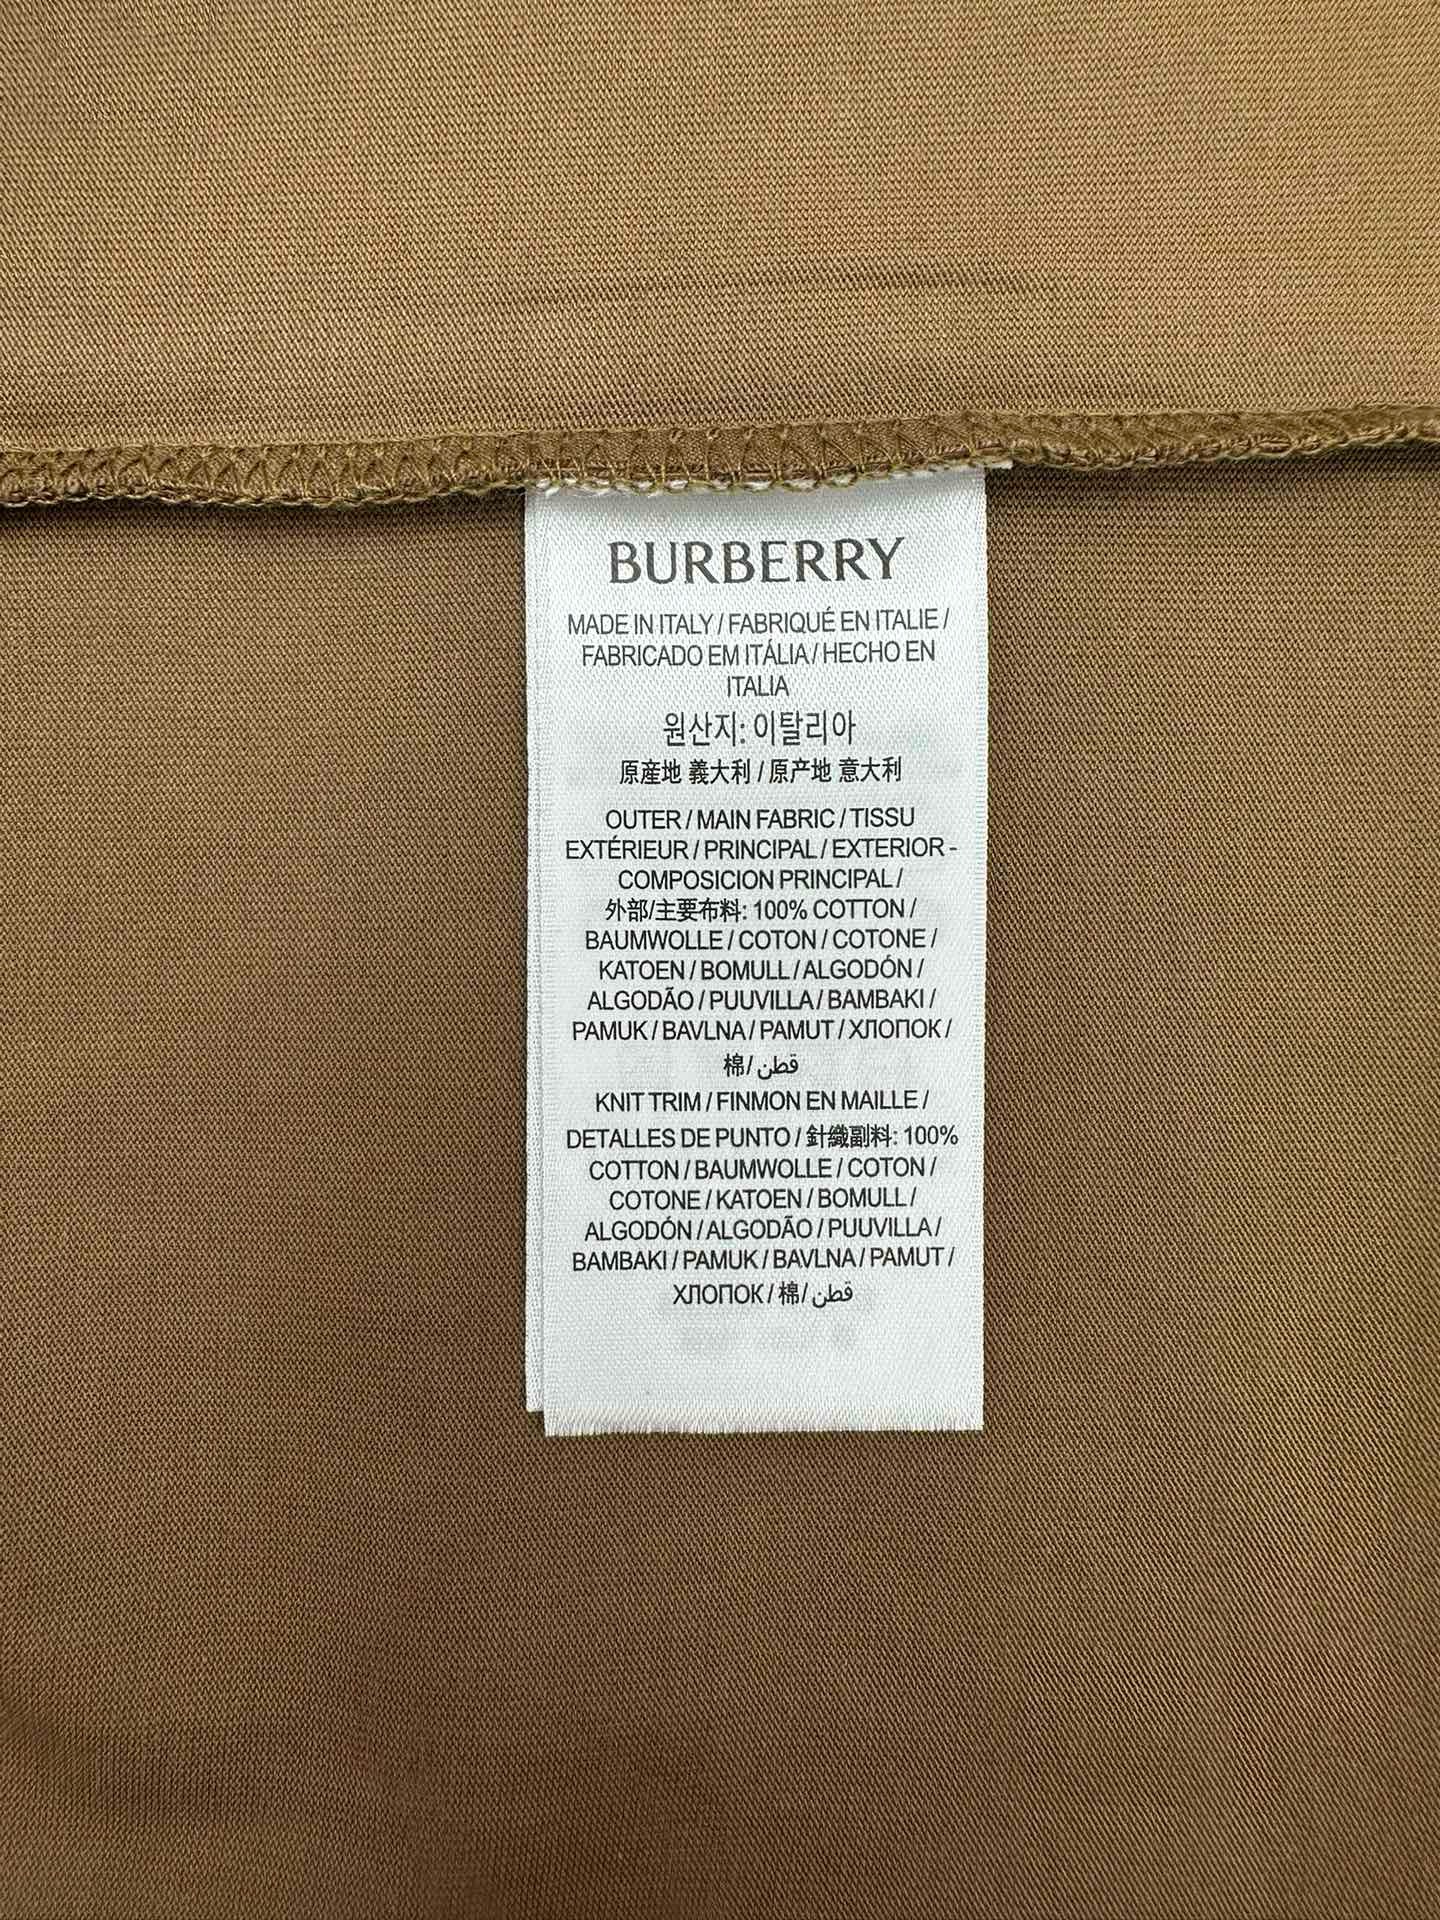 BURBERRY
MADE IN ITALY / FABRIQUÉ EN ITALIE /
FABRICADO EM ITÁLIA / HECHO EN
ITALIA
원산지: 이탈리아
原産地 義大利 / 原产地 意大利
OUTER / MAIN FABRIC / TISSU
EXTÉRIEUR / PRINCIPAL / EXTERIOR -
COMPOSICION PRINCIPAL /
外部/主要布料: 100% COTTON /
BAUMWOLLE / COTON / COTONE /
KATOEN / BOMULL / ALGODÓN /
ALGODÃO / PUUVILLA / BAMBAKI /
PAMUK / BAVLNA / PAMUT / ХЛОПОК /
棉/ قطن
KNIT TRIM / FINMON EN MAILLE /
DETALLES DE PUNTO / 針織副料: 100%
COTTON / BAUMWOLLE / COTON /
COTONE / KATOEN / BOMULL /
ALGODÓN / ALGODÃO / PUUVILLA /
BAMBAKI / PAMUK / BAVLNA / PAMUT /
ХЛОПОК / 棉/ قطن